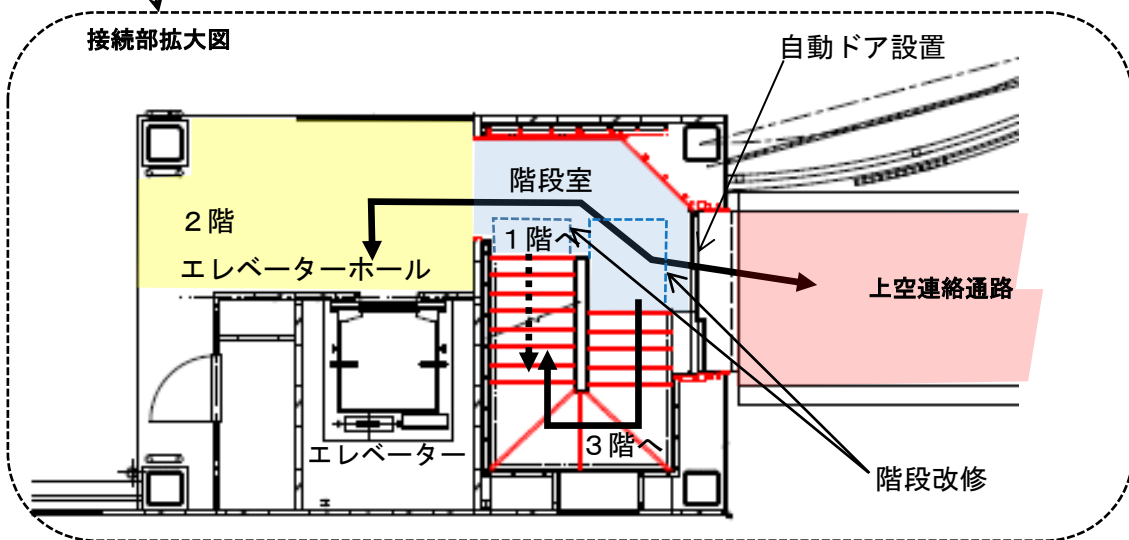 接続部拡大図
自動ドア設置
階段室
２階
１階へ
エレベーターホール
上空連絡通路
３階へ
エレベーター
階段改修